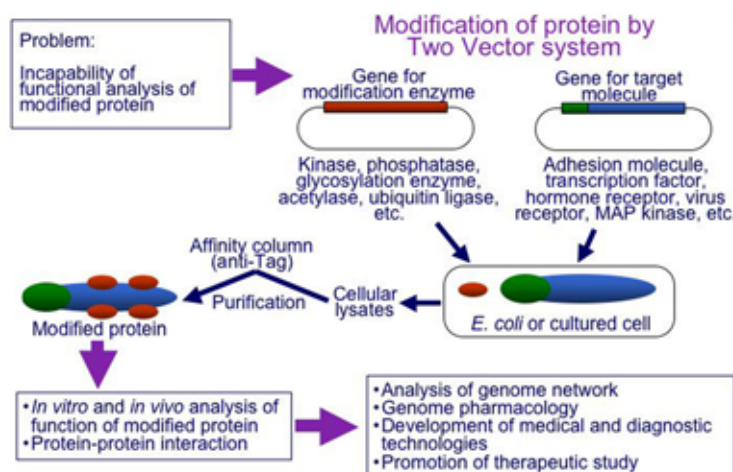 Problem:
Incapability of
functional analysis of
modified protein
Modification of protein by
Two Vector system
Gene for
modification enzyme
Kinase, phosphatase,
glycosylation enzyme,
acetylase, ubiquitin ligase,
etc.
Gene for target
molecule
Adhesion molecule,
transcription factor,
hormone receptor, virus
receptor, MAP kinase, etc
E. coli or cultured cell
Cellular
lysates
Affinity column
(anti-Tag)
Purification
Modified protein
•In vitro and in vivo analysis of
function of modified protein
•Protein-protein interaction
•Analysis of genome network
•Genome pharmacology
•Development of medical and diagnostic
technologies
•Promotion of therapeutic study